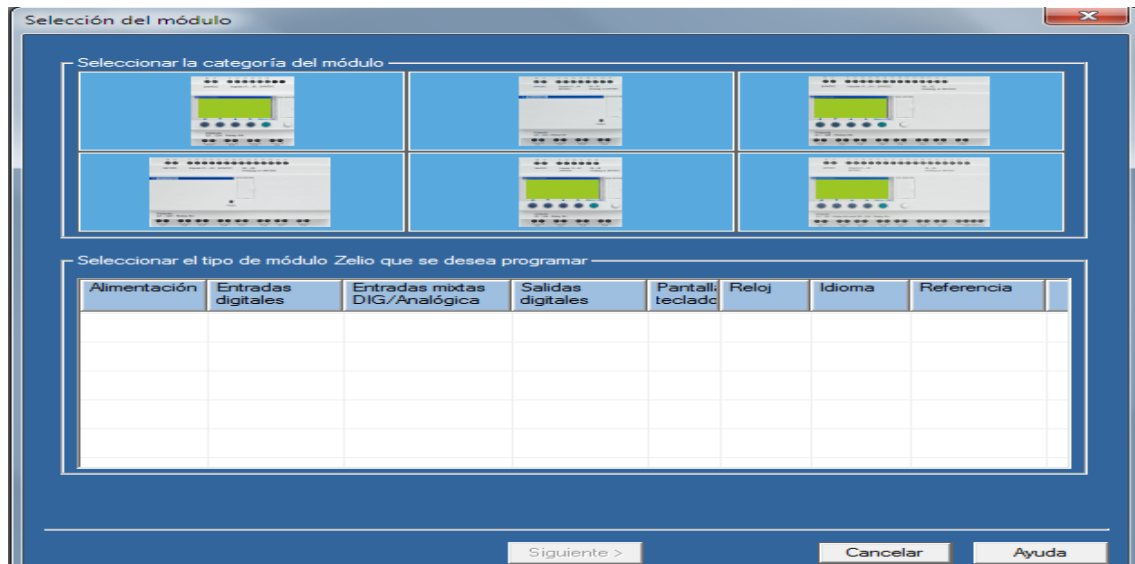 Selección del módulo
Seleccionar la categoría del módulo
Seleccionar el tipo de módulo Zelio que se desea programar
Alimentación Entradas digitales Entradas mixtas DIG/Analógica Salidas digitales Pantall teclado Reloj Idioma Referencia
Siguiente > Cancelar Ayuda